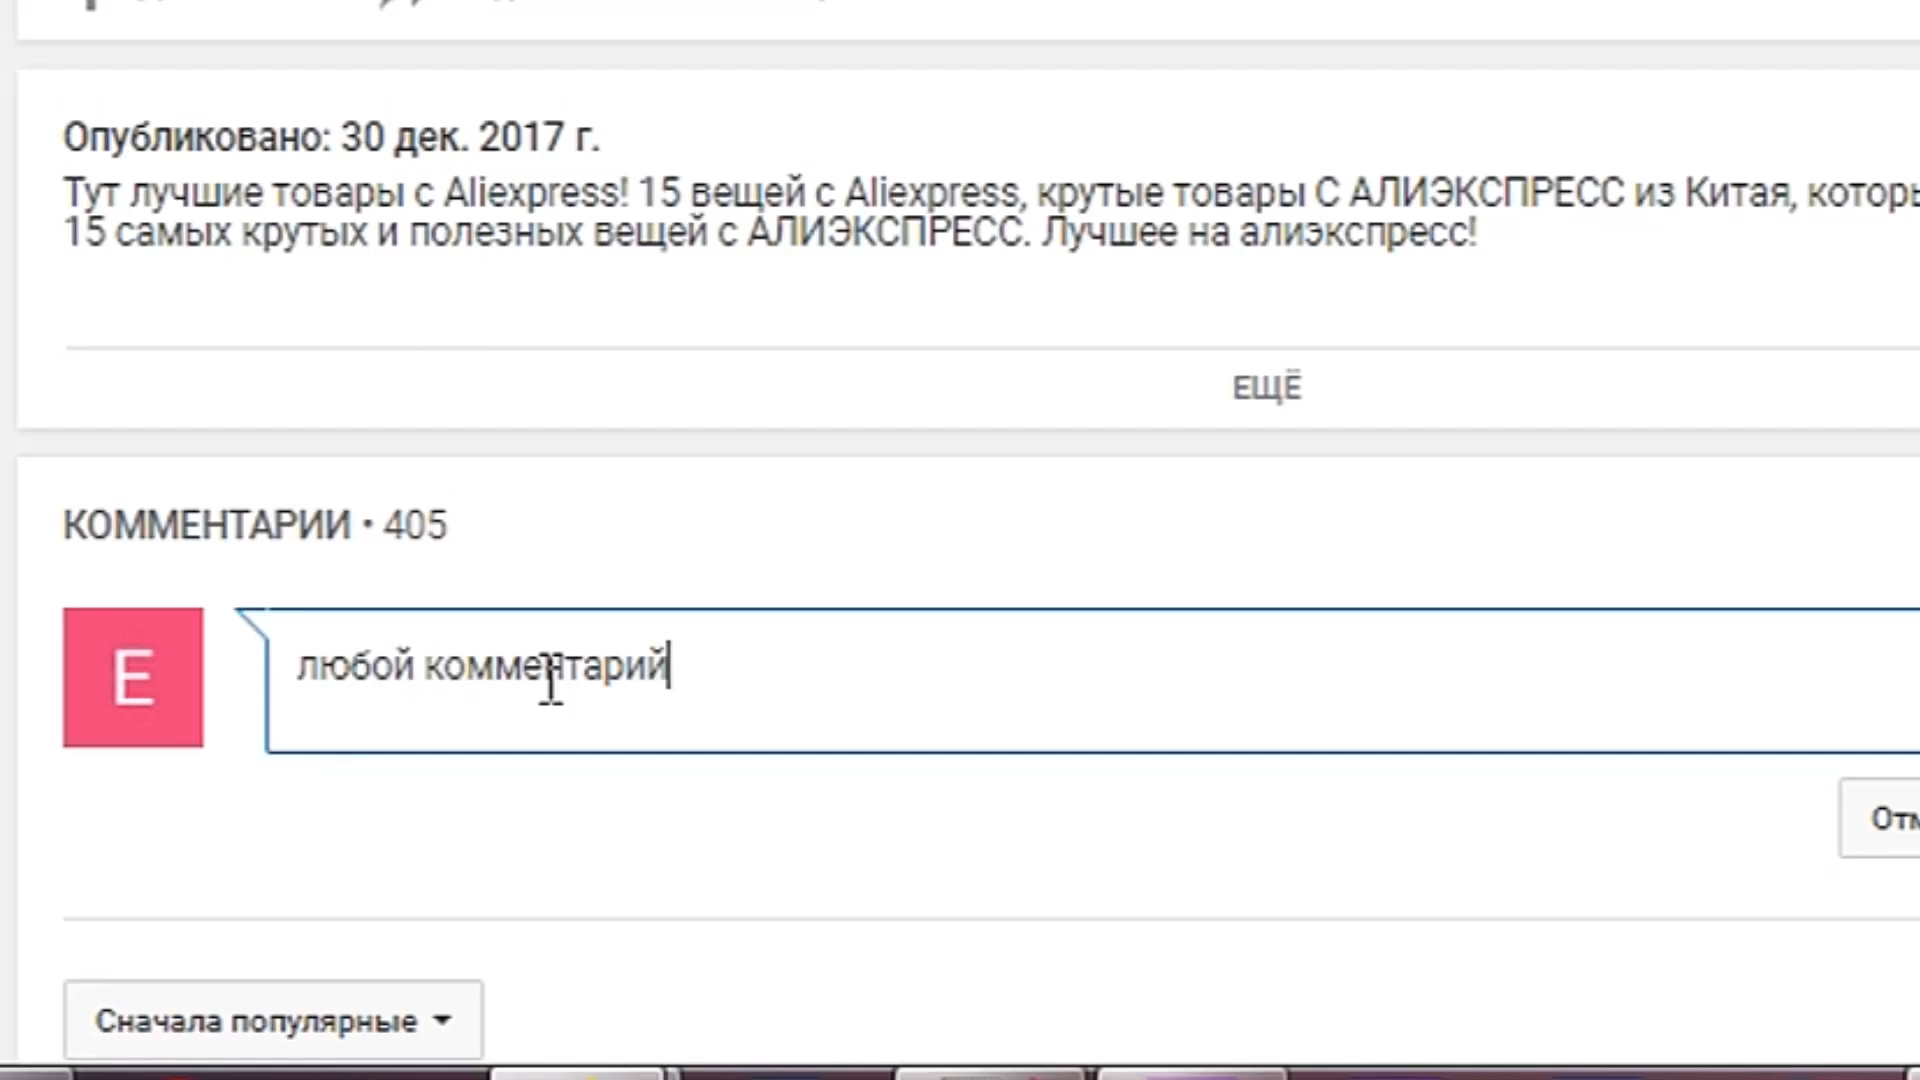 Опубликовано: 30 дек. 2017 г.
Тут лучшие товары с Aliexpress! 15 вещей с Aliexpress, крутые товары С АЛИЭКСПРЕСС из Китая,
15 самых крутых и полезных вещей с АЛИЭКСПРЕСС. Лучшее на алиэкспресс!
ЕЩЁ
КОММЕНТАРИИ • 405
E
любой комментарий
Сначала популярные